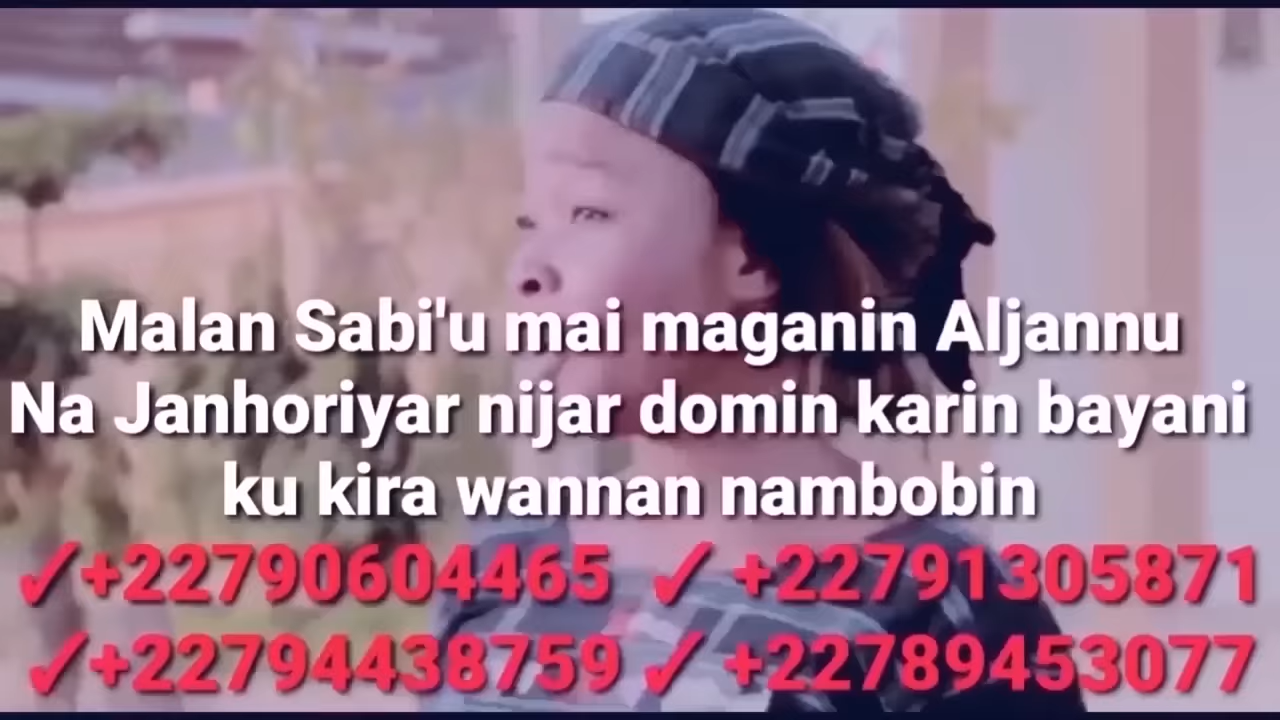 Malan Sabi'u mai maganin Aljannu
Na Janhoriyar nijar domin karin bayani
ku kira wannan nambobin
✓+22790604465 ✓ +22791305871
✓+22794438759 ✓ +22789453077